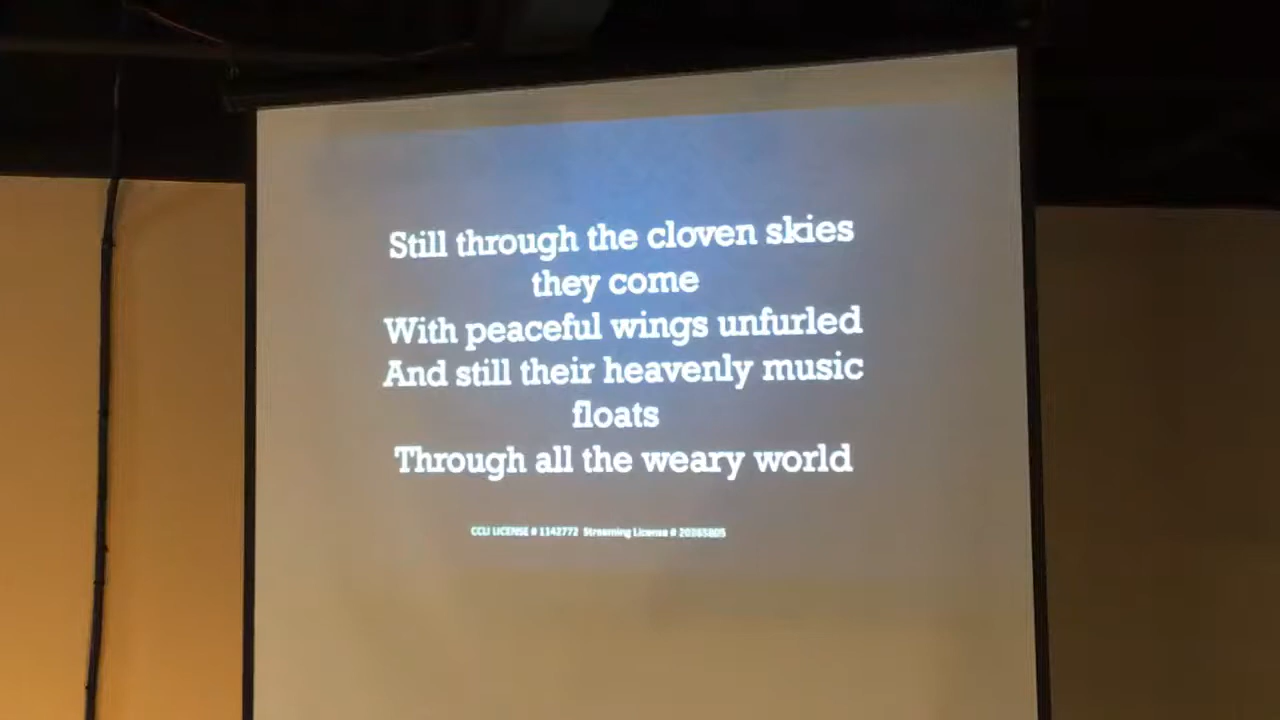 Still through the cloven skies
they come
With peaceful wings unfurled
And still their heavenly music
floats
Through all the weary world
CCLI LICENSE # 1142772 Streaming License #